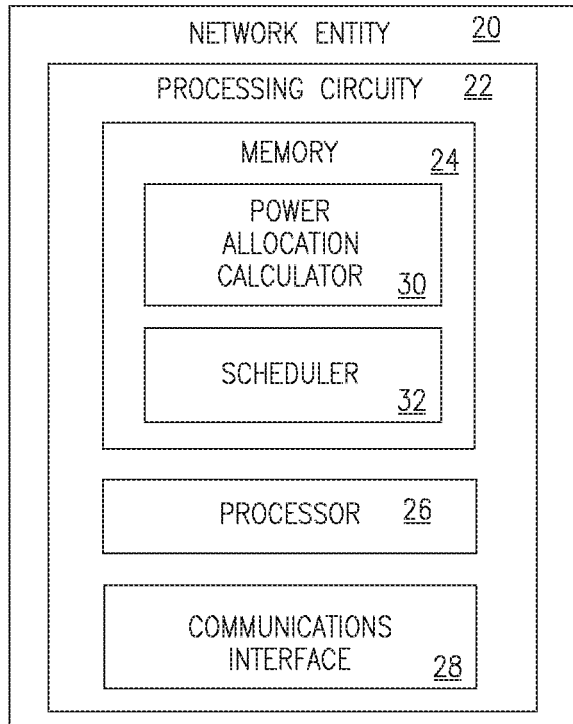 NETWORK ENTITY 20
PROCESSING CIRCUITY 22
MEMORY 24
POWER
ALLOCATION
CALCULATOR 30
SCHEDULER 32
PROCESSOR 26
COMMUNICATIONS
INTERFACE 28